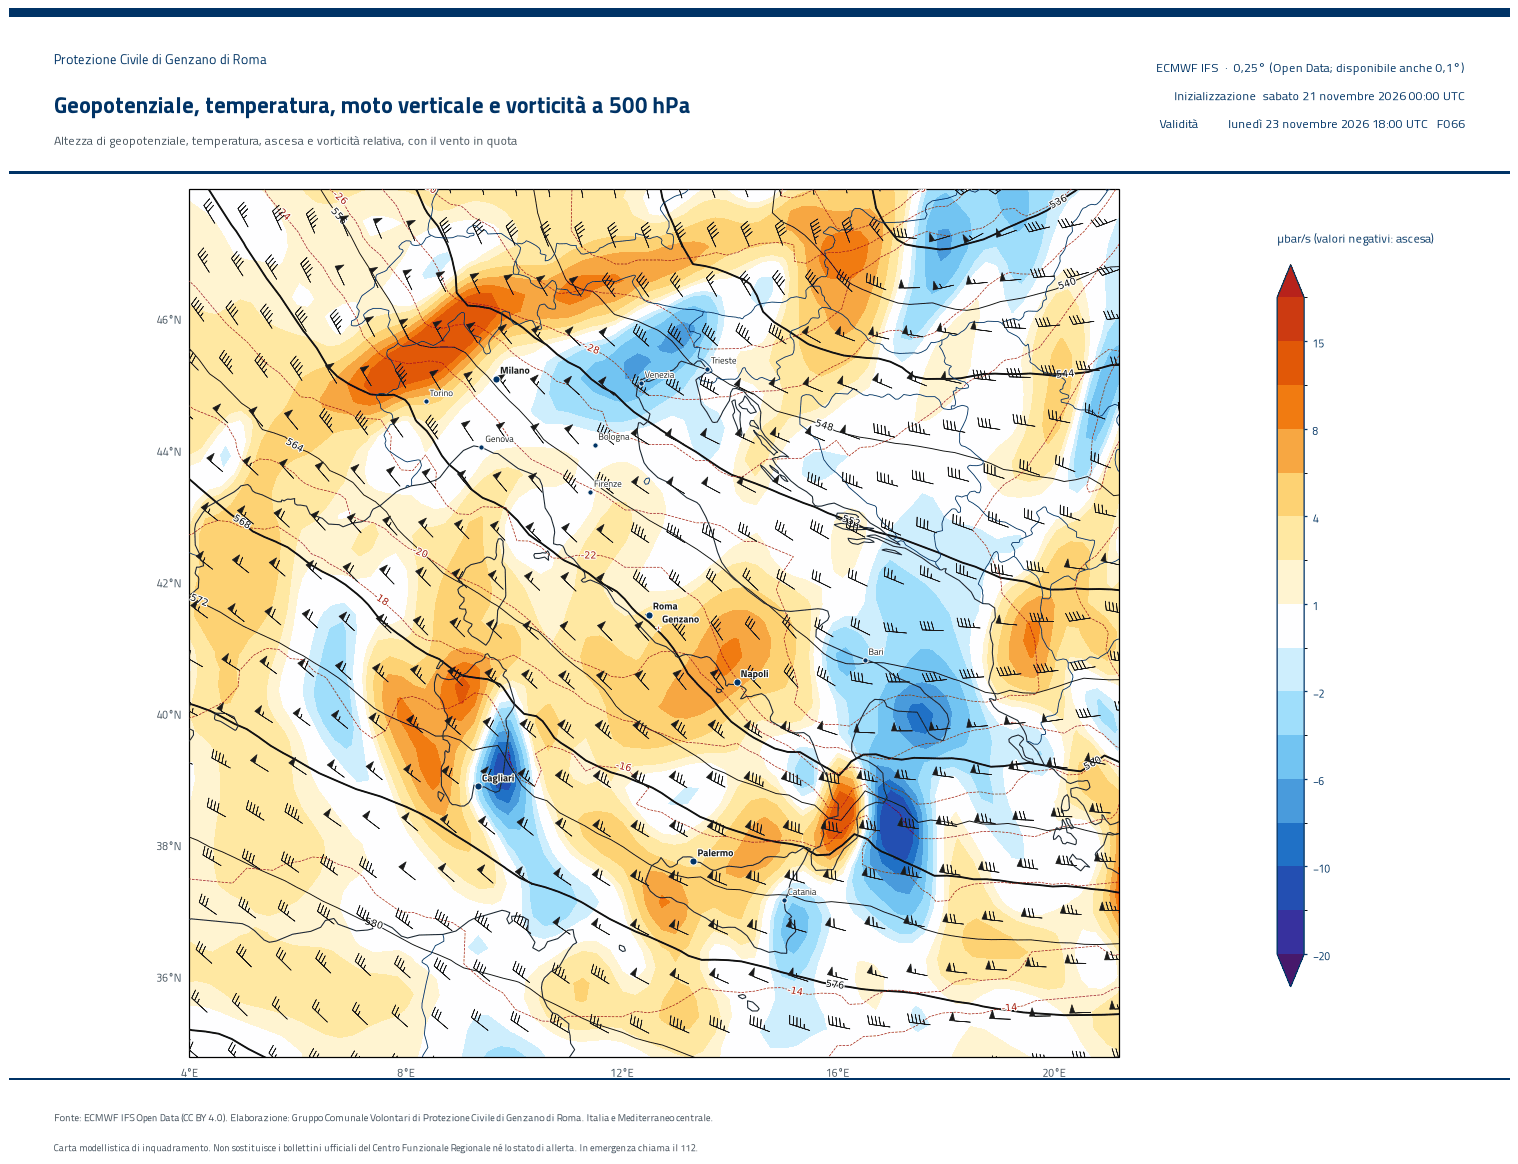 Protezione Civile di Genzano di Roma
Geopotenziale, temperatura, moto verticale e vorticità a 500 hPa
Altezza di geopotenziale, temperatura, ascesa e vorticità relativa, con il vento in quota
ECMWF IFS · 0,25° (Open Data; disponibile anche 0,1°)
Inizializzazione sabato 21 novembre 2026 00:00 UTC
Validità lunedì 23 novembre 2026 18:00 UTC F066
µbar/s (valori negativi: ascesa)
15
8
4
1
−2
−6
−10
−20
46°N
44°N
42°N
40°N
38°N
36°N
4°E
8°E
12°E
16°E
20°E
-24
-26
536
540
-28
544
548
564
568
-20
-22
572
-18
-16
560
580
576
-14
-14
Milano
Torino
Venezia
Trieste
Genova
Bologna
Firenze
Roma
Genzano
Napoli
Bari
Cagliari
Palermo
Catania
Fonte: ECMWF IFS Open Data (CC BY 4.0). Elaborazione: Gruppo Comunale Volontari di Protezione Civile di Genzano di Roma. Italia e Mediterraneo centrale.
Carta modellistica di inquadramento. Non sostituisce i bollettini ufficiali del Centro Funzionale Regionale né lo stato di allerta. In emergenza chiama il 112.